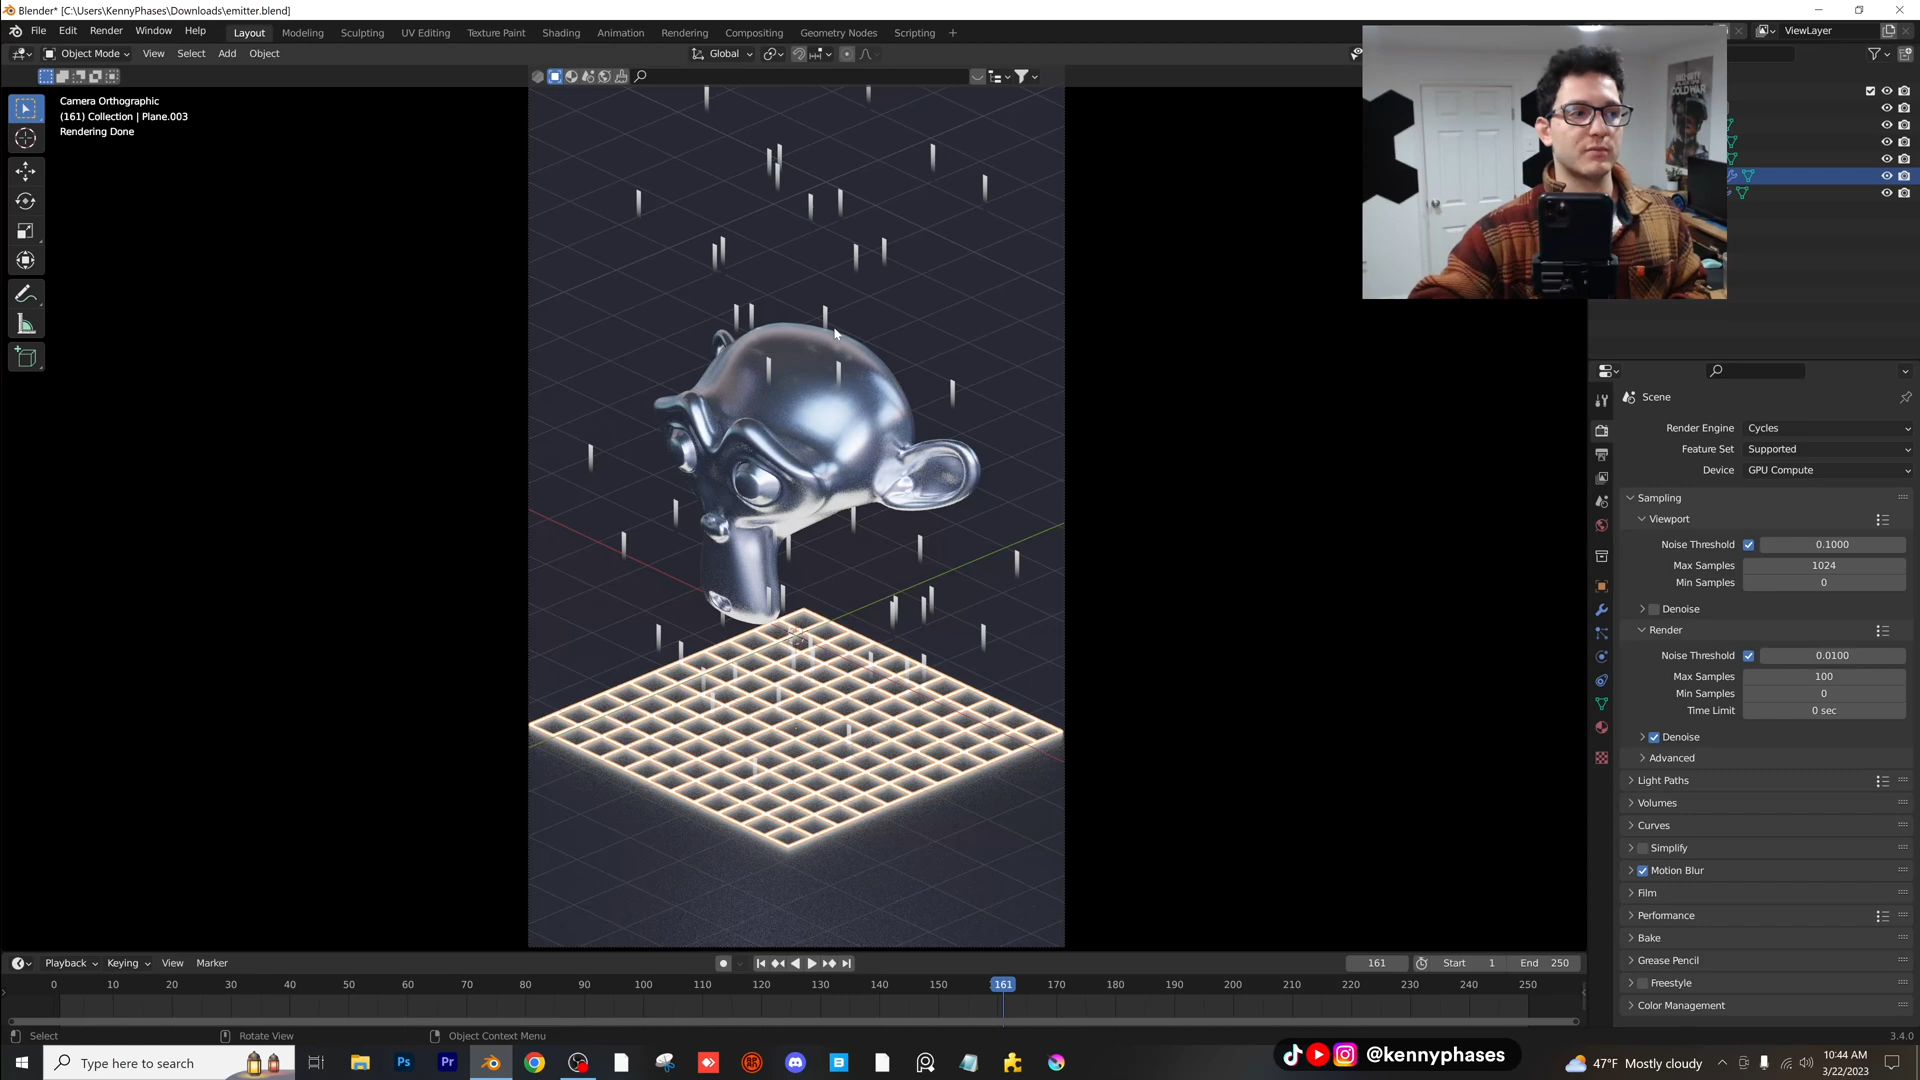 Blender* [C:\Users\KennyPhases\Downloads\emitter.blend]
File Edit Render Window Help Layout Modeling Sculpting UV Editing Texture Paint Shading Animation Rendering Compositing Geometry Nodes Scripting
ViewLayer
Object Mode View Select Add Object
Global
Camera Orthographic
(161) Collection | Plane.003
Rendering Done
COLD WAR
Scene
Render Engine Cycles
Feature Set Supported
Device GPU Compute
Sampling
Viewport
Noise Threshold 0.1000
Max Samples 1024
Min Samples 0
Denoise
Render
Noise Threshold 0.0100
Max Samples 100
Min Samples 0
Time Limit 0 sec
Denoise
Advanced
Light Paths
Volumes
Curves
Simplify
Motion Blur
Film
Performance
Bake
Grease Pencil
Freestyle
Color Management
Playback Keying View Marker
161 Start 1 End 250
0 10 20 30 40 50 60 70 80 90 100 110 120 130 140 150 161 170 180 190 200 210 220 230 240 250
Select Rotate View Object Context Menu
3.4.0
Type here to search
Ps Pr
@kennyphases
47°F Mostly cloudy
10:44 AM
3/22/2023